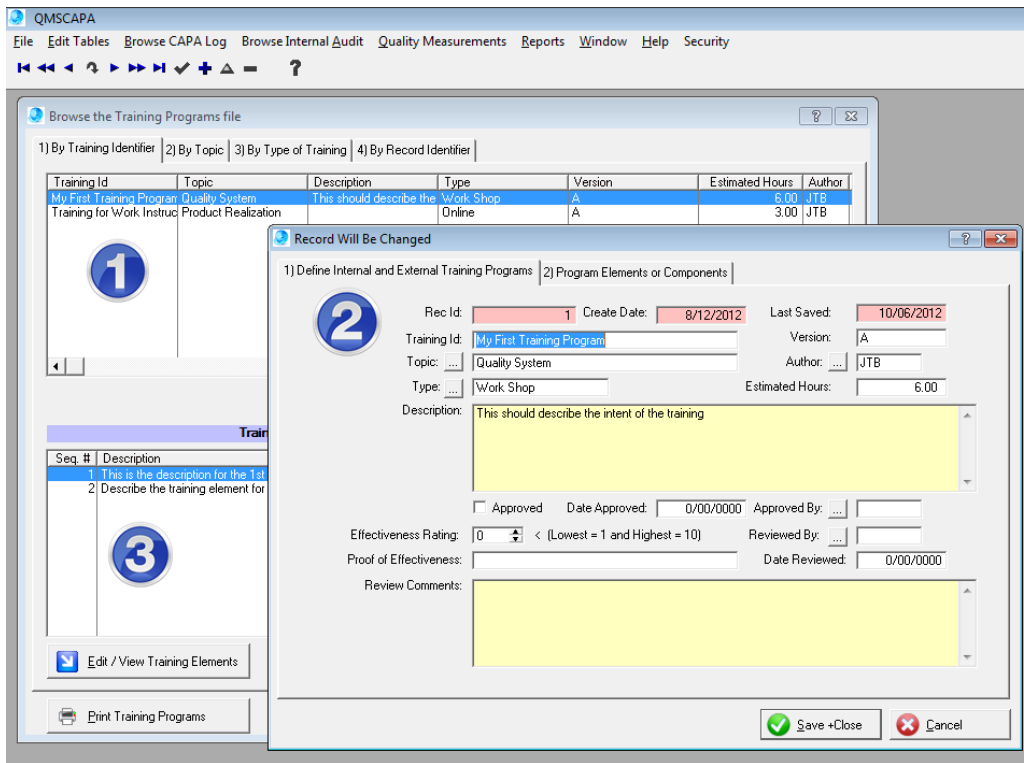 QMSCAPA
File Edit Tables Browse CAPA Log Browse Internal Audit Quality Measurements Reports Window Help Security
?
Browse the Training Programs file
?
1) By Training Identifier 2) By Topic 3) By Type of Training 4) By Record Identifier
Training Id Topic Description Type Version Estimated Hours Author
My First Training Program Quality System This should describe the Work Shop A 6.00 JTB
Training for Work Instruc Product Realization Online A 3.00 JTB
1
Train
Seq. # Description
1 This is the description for the 1st
2 Describe the training element for
3
Edit / View Training Elements
Print Training Programs
Record Will Be Changed
?
1) Define Internal and External Training Programs 2) Program Elements or Components
2
Rec Id: 1 Create Date: 8/12/2012 Last Saved: 10/06/2012
Training Id: My First Training Program Version: A
Topic: ... Quality System Author: ... JTB
Type: ... Work Shop Estimated Hours: 6.00
Description: This should describe the intent of the training
Approved Date Approved: 0/00/0000 Approved By: ...
Effectiveness Rating: 0 < (Lowest = 1 and Highest = 10) Reviewed By: ...
Proof of Effectiveness: Date Reviewed: 0/00/0000
Review Comments:
Save +Close Cancel